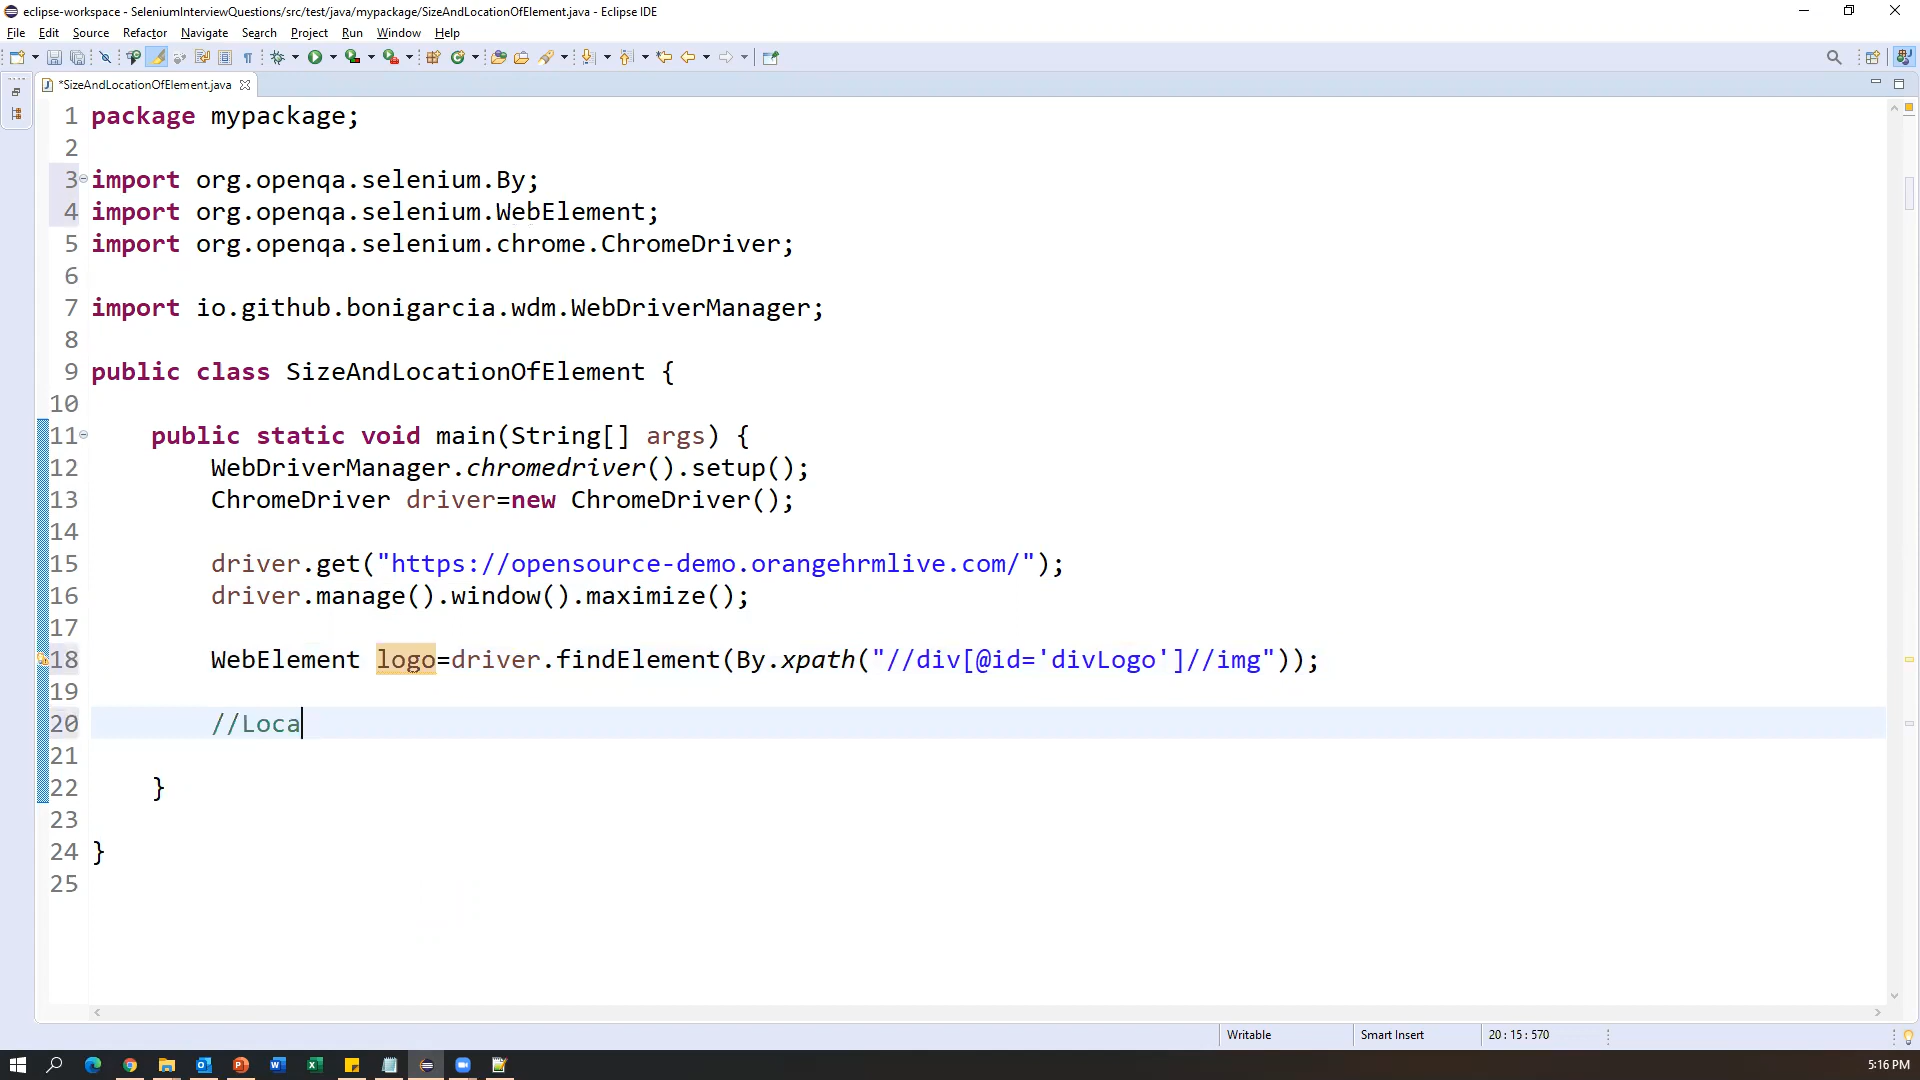 eclipse-workspace - SeleniumInterviewQuestions/src/test/java/mypackage/SizeAndLocationOfElement.java - Eclipse IDE
File Edit Source Refactor Navigate Search Project Run Window Help
*SizeAndLocationOfElement.java
1 package mypackage;
2
3 import org.openqa.selenium.By;
4 import org.openqa.selenium.WebElement;
5 import org.openqa.selenium.chrome.ChromeDriver;
6
7 import io.github.bonigarcia.wdm.WebDriverManager;
8
9 public class SizeAndLocationOfElement {
10
11 public static void main(String[] args) {
12 WebDriverManager.chromedriver().setup();
13 ChromeDriver driver=new ChromeDriver();
14
15 driver.get("https://opensource-demo.orangehrmlive.com/");
16 driver.manage().window().maximize();
17
18 WebElement logo=driver.findElement(By.xpath("//div[@id='divLogo']//img"));
19
20 //Loca
21
22 }
23
24 }
25
Writable Smart Insert 20 : 15 : 570
5:16 PM